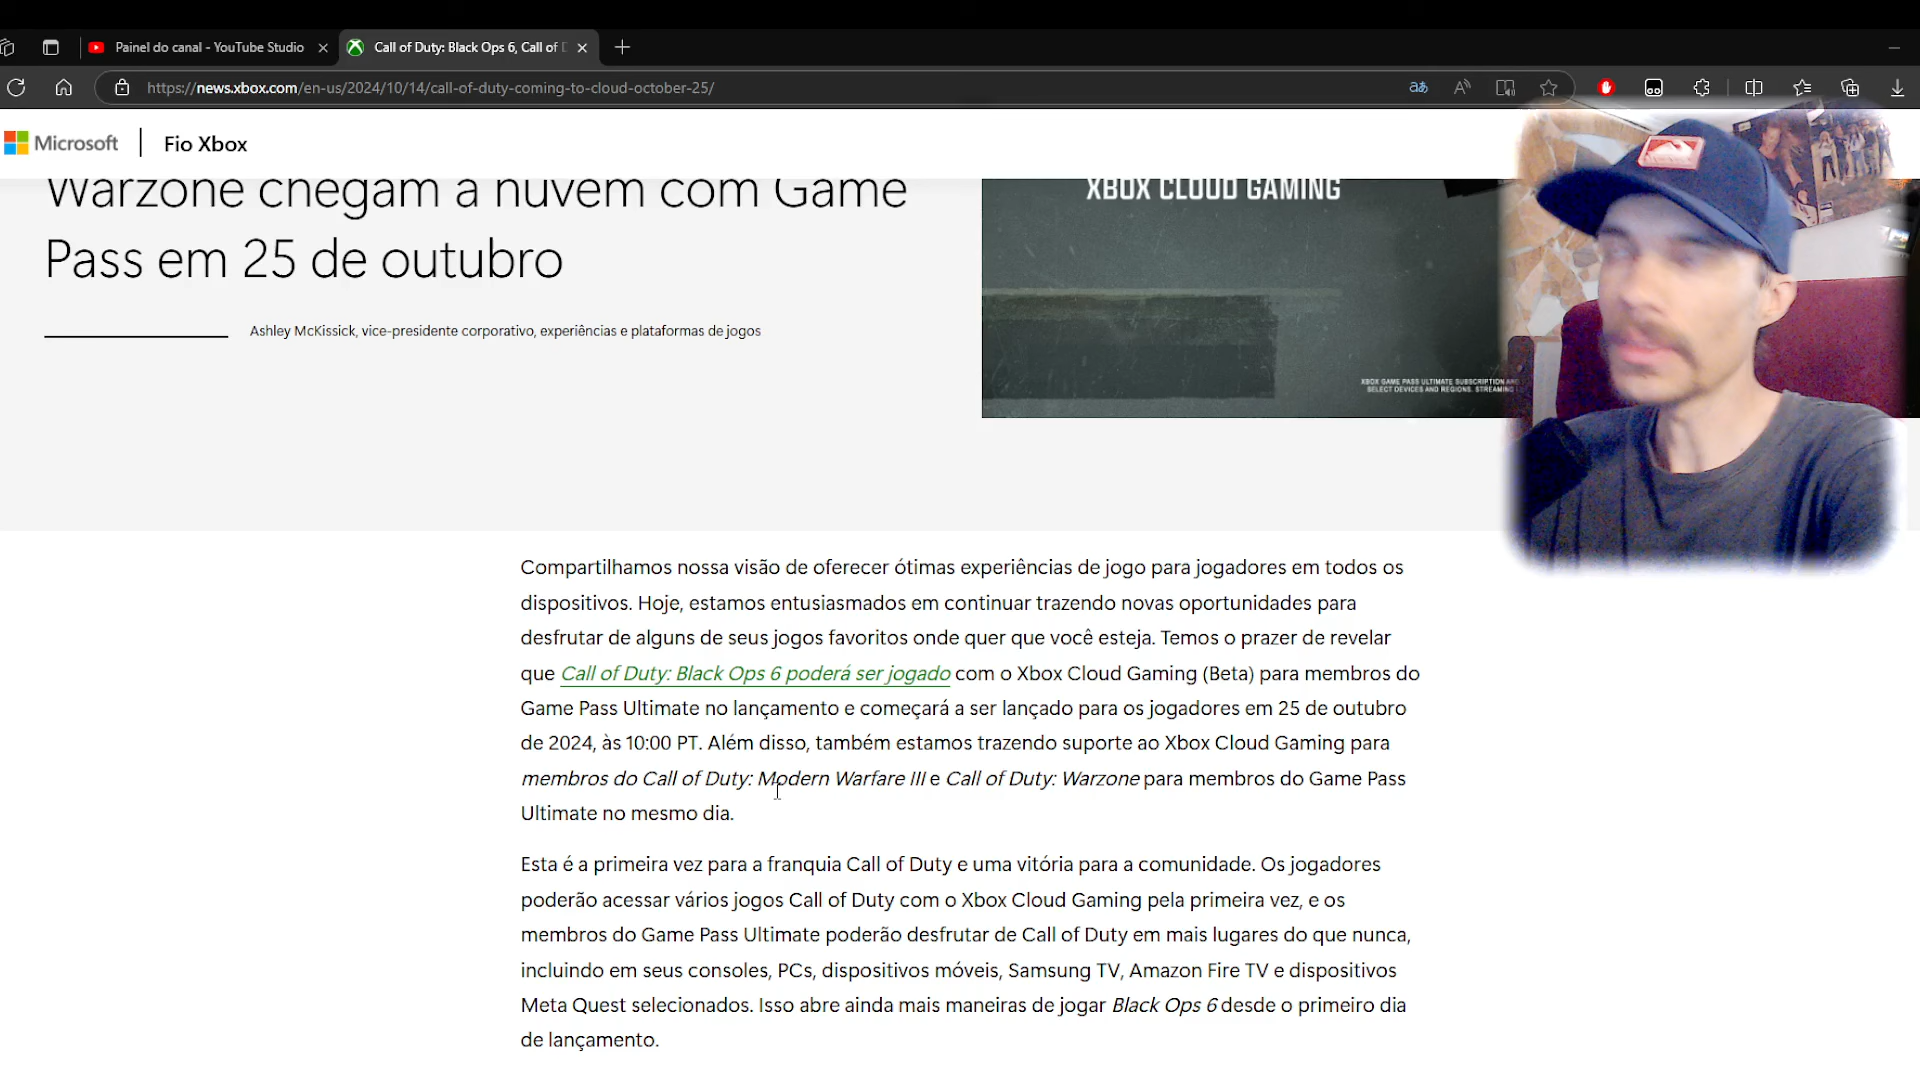 Painel do canal - YouTube Studio
Call of Duty: Black Ops 6, Call of D
https://news.xbox.com/en-us/2024/10/14/call-of-duty-coming-to-cloud-october-25/
Microsoft | Fio Xbox
Warzone chegam à nuvem com Game
Pass em 25 de outubro
Ashley McKissick, vice-presidente corporativo, experiências e plataformas de jogos
XBOX CLOUD GAMING
XBOX GAME PASS ULTIMATE SUBSCRIPTION AND
SELECT DEVICES AND REGIONS. STREAMING
Compartilhamos nossa visão de oferecer ótimas experiências de jogo para jogadores em todos os
dispositivos. Hoje, estamos entusiasmados em continuar trazendo novas oportunidades para
desfrutar de alguns de seus jogos favoritos onde quer que você esteja. Temos o prazer de revelar
que Call of Duty: Black Ops 6 poderá ser jogado com o Xbox Cloud Gaming (Beta) para membros do
Game Pass Ultimate no lançamento e começará a ser lançado para os jogadores em 25 de outubro
de 2024, às 10:00 PT. Além disso, também estamos trazendo suporte ao Xbox Cloud Gaming para
membros do Call of Duty: Modern Warfare III e Call of Duty: Warzone para membros do Game Pass
Ultimate no mesmo dia.
Esta é a primeira vez para a franquia Call of Duty e uma vitória para a comunidade. Os jogadores
poderão acessar vários jogos Call of Duty com o Xbox Cloud Gaming pela primeira vez, e os
membros do Game Pass Ultimate poderão desfrutar de Call of Duty em mais lugares do que nunca,
incluindo em seus consoles, PCs, dispositivos móveis, Samsung TV, Amazon Fire TV e dispositivos
Meta Quest selecionados. Isso abre ainda mais maneiras de jogar Black Ops 6 desde o primeiro dia
de lançamento.